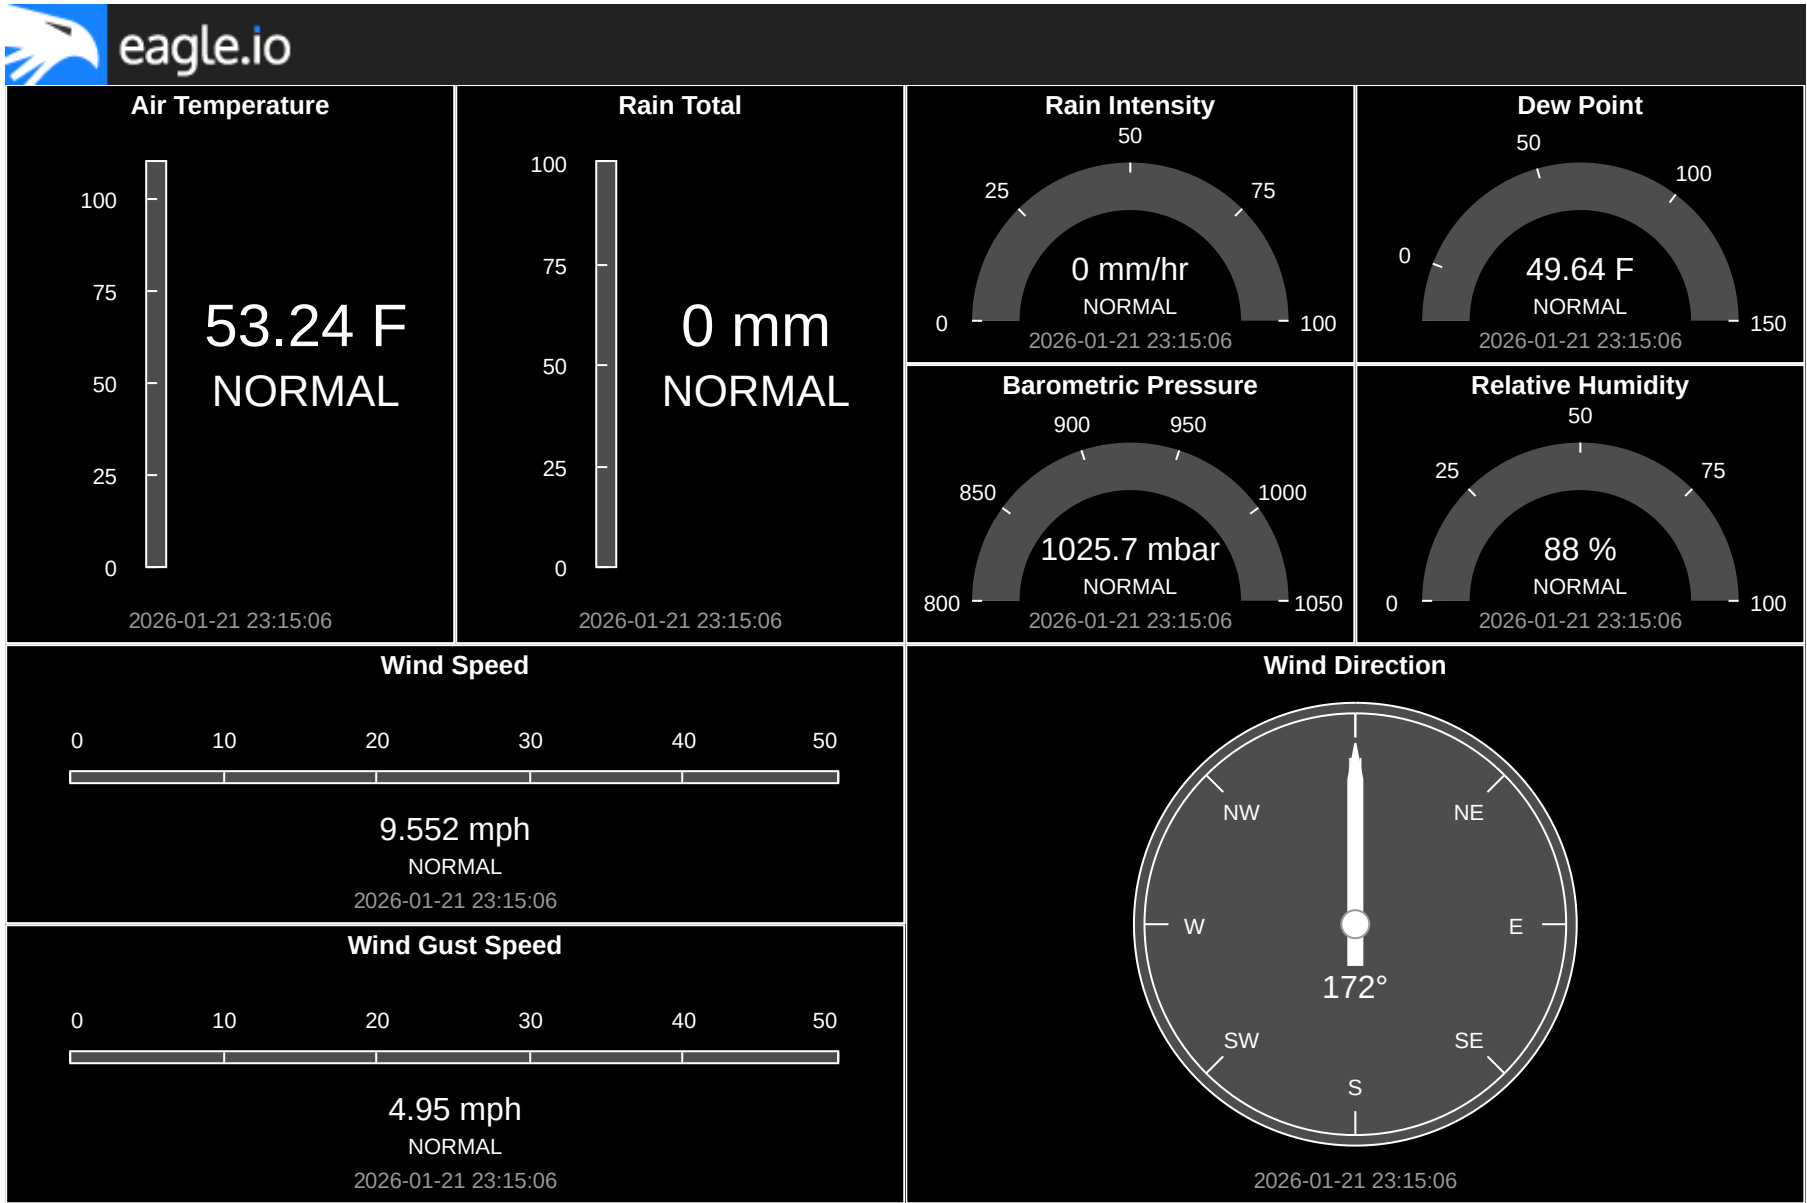 eagle.io
Air Temperature
100
75
50
25
0
53.24 F
NORMAL
2026-01-21 23:15:06
Rain Total
100
75
50
25
0
0 mm
NORMAL
2026-01-21 23:15:06
Rain Intensity
0
25
50
75
100
0 mm/hr
NORMAL
2026-01-21 23:15:06
Dew Point
0
50
100
150
49.64 F
NORMAL
2026-01-21 23:15:06
Barometric Pressure
800
850
900
950
1000
1050
1025.7 mbar
NORMAL
2026-01-21 23:15:06
Relative Humidity
0
25
50
75
100
88 %
NORMAL
2026-01-21 23:15:06
Wind Speed
0 10 20 30 40 50
9.552 mph
NORMAL
2026-01-21 23:15:06
Wind Gust Speed
0 10 20 30 40 50
4.95 mph
NORMAL
2026-01-21 23:15:06
Wind Direction
NW NE
W E
172°
SW SE
S
2026-01-21 23:15:06